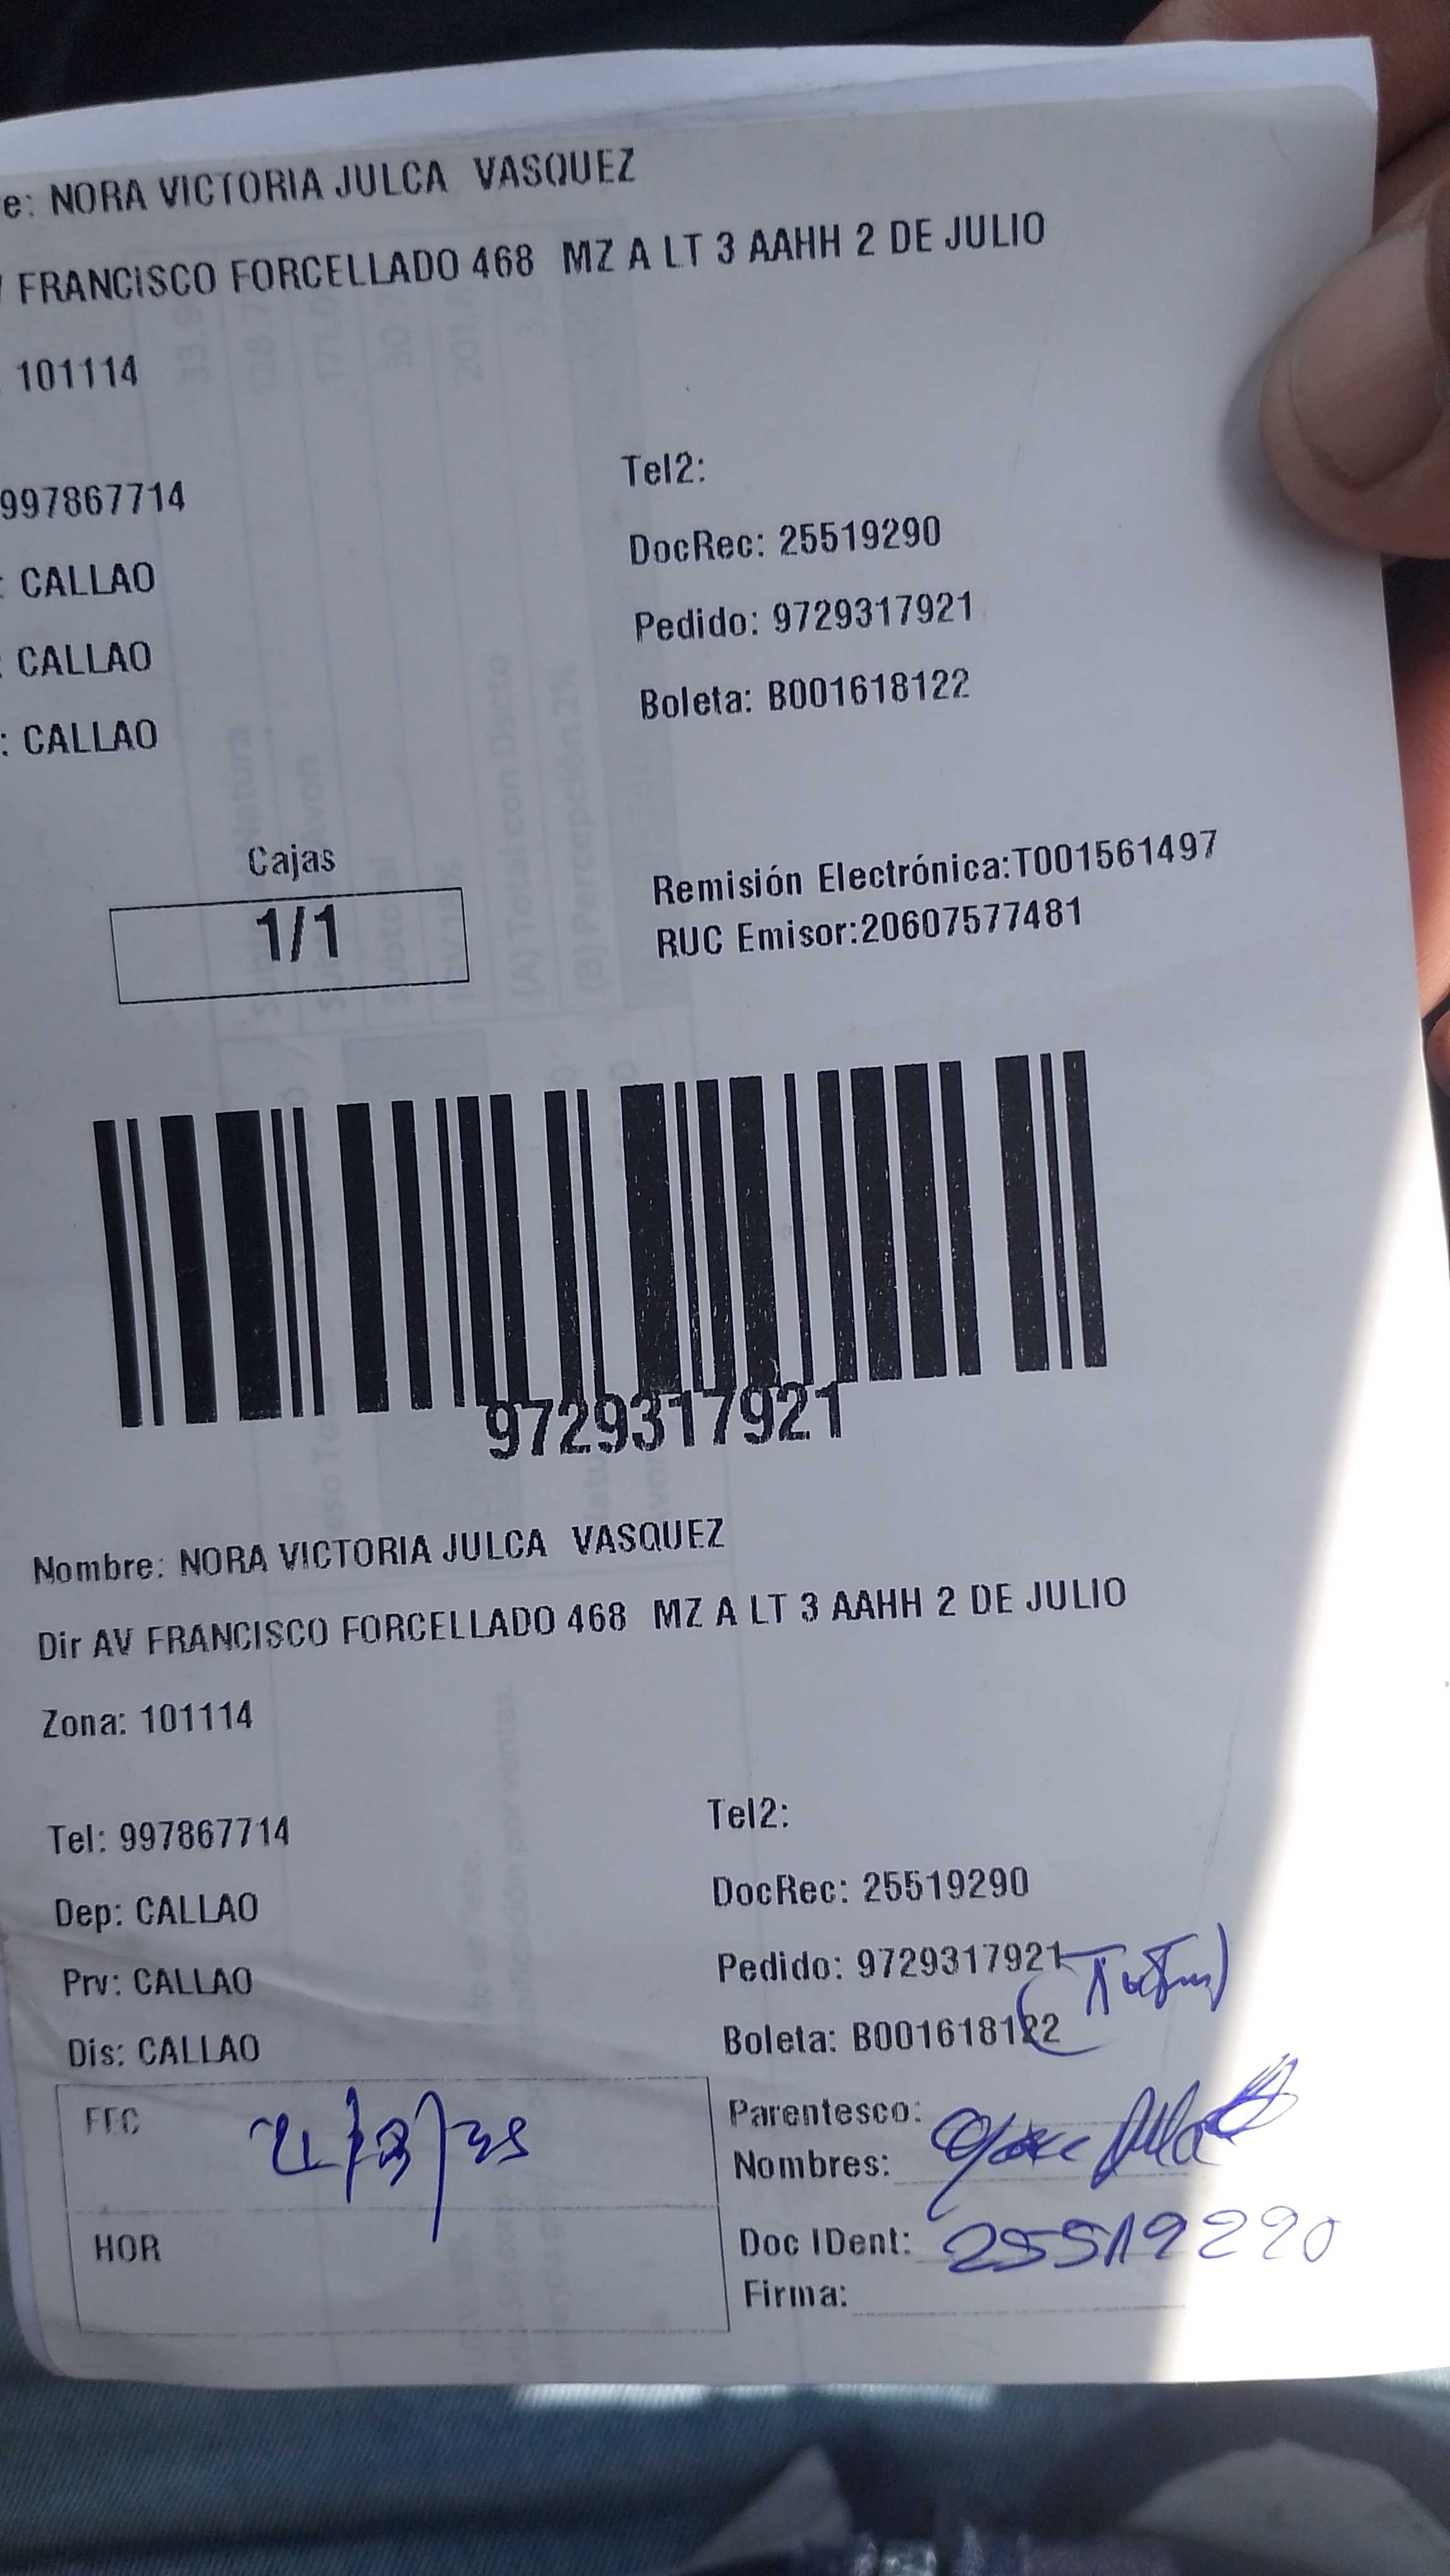 e: NORA VICTORIA JULCA VASQUEZ
FRANCISCO FORCELLADO 468 MZ A LT 3 AAHH 2 DE JULIO
101114
997867714
Tel2:
: CALLAO
DocRec: 25519290
: CALLAO
Pedido: 9729317921
: CALLAO
Boleta: B001618122
Cajas
1/1
Remisión Electrónica:T001561497
RUC Emisor:20607577481
9729317921
Nombre: NORA VICTORIA JULCA VASQUEZ
Dir AV FRANCISCO FORCELLADO 468 MZ A LT 3 AAHH 2 DE JULIO
Zona: 101114
Tel: 997867714
Tel2:
Dep: CALLAO
DocRec: 25519290
Prv: CALLAO
Pedido: 9729317921
Dis: CALLAO
Boleta: B001618122
FEC
Parentesco:
Nombres:
HOR
Doc IDent: 25519290
Firma: